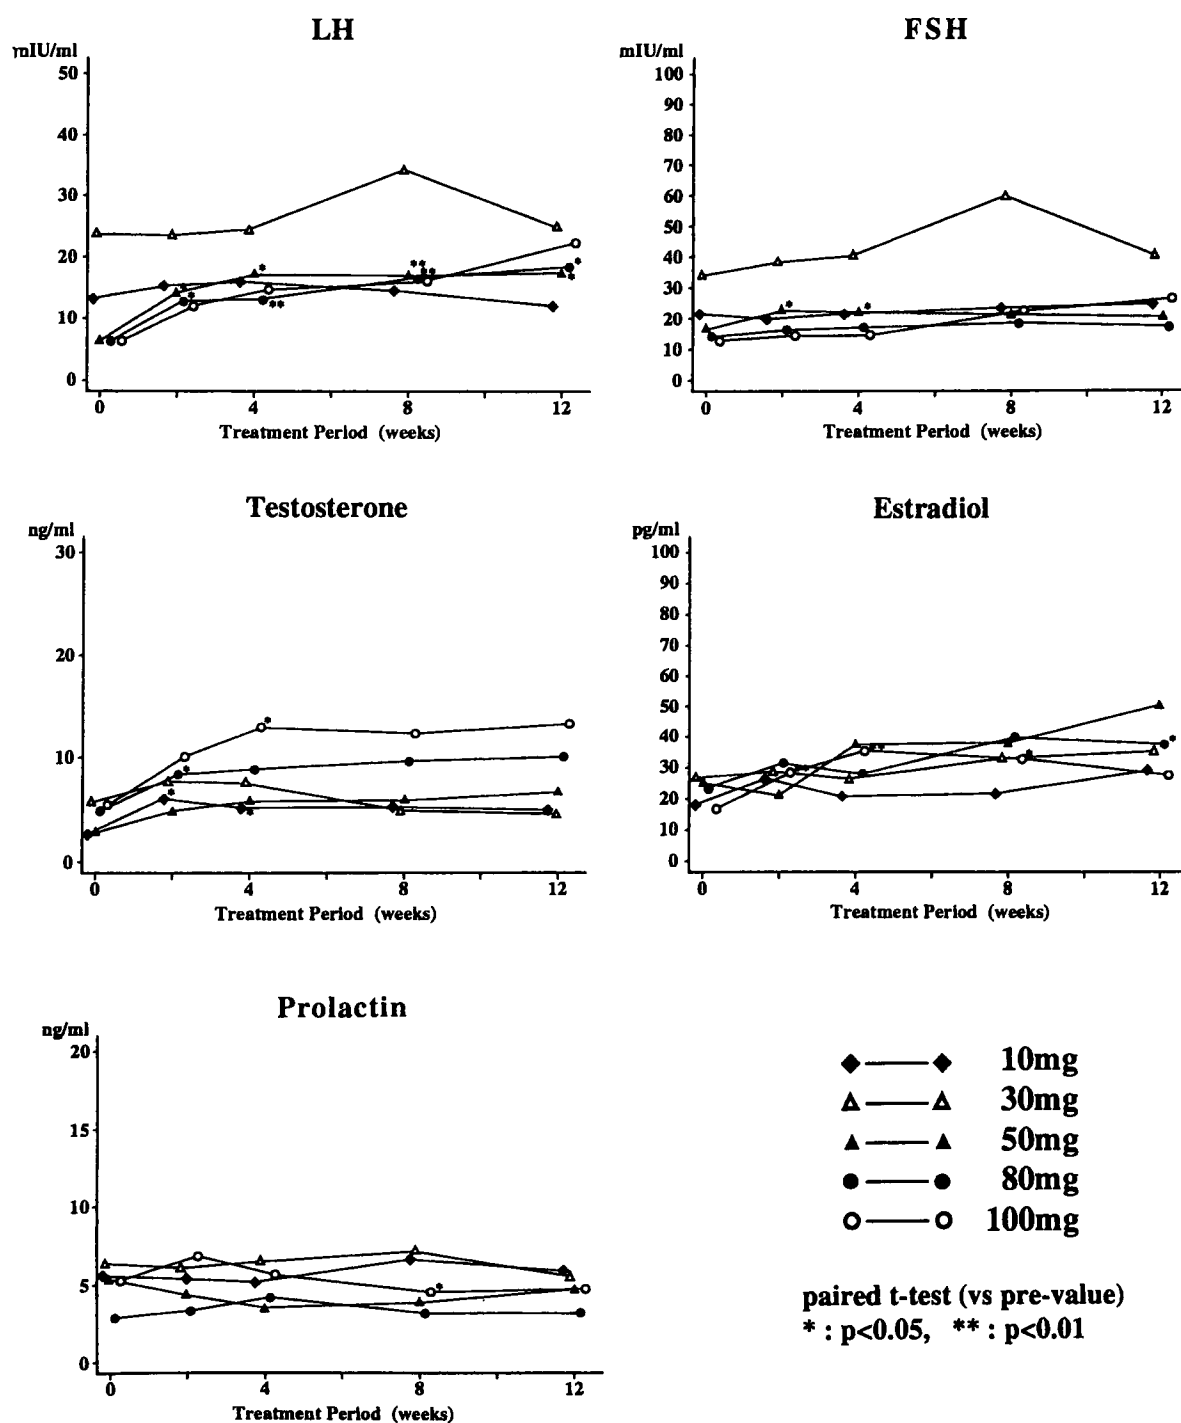 LH
mIU/ml
50
40
30
20
10
0
*
*
*
**
**
**
*
*
0 4 8 12
Treatment Period (weeks)
FSH
mIU/ml
100
90
80
70
60
50
40
30
20
10
0
*
*
0 4 8 12
Treatment Period (weeks)
Testosterone
ng/ml
30
20
10
0
*
*
*
*
0 4 8 12
Treatment Period (weeks)
Estradiol
pg/ml
100
90
80
70
60
50
40
30
20
10
0
**
**
*
*
0 4 8 12
Treatment Period (weeks)
Prolactin
ng/ml
20
15
10
5
0
*
0 4 8 12
Treatment Period (weeks)
10mg
30mg
50mg
80mg
100mg
paired t-test (vs pre-value)
* : p<0.05, ** : p<0.01